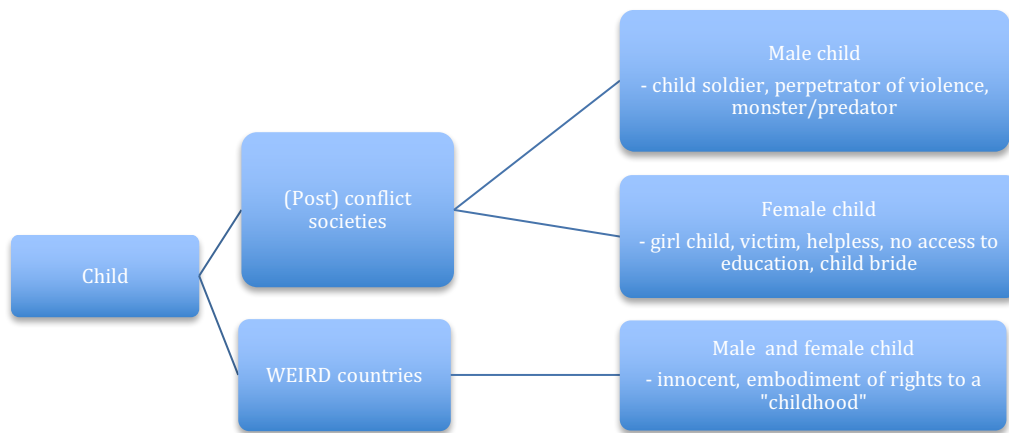 Child
(Post) conflict
societies
WEIRD countries
Male child
- child soldier, perpetrator of violence,
monster/predator
Female child
- girl child, victim, helpless, no access to
education, child bride
Male and female child
- innocent, embodiment of rights to a
"childhood"